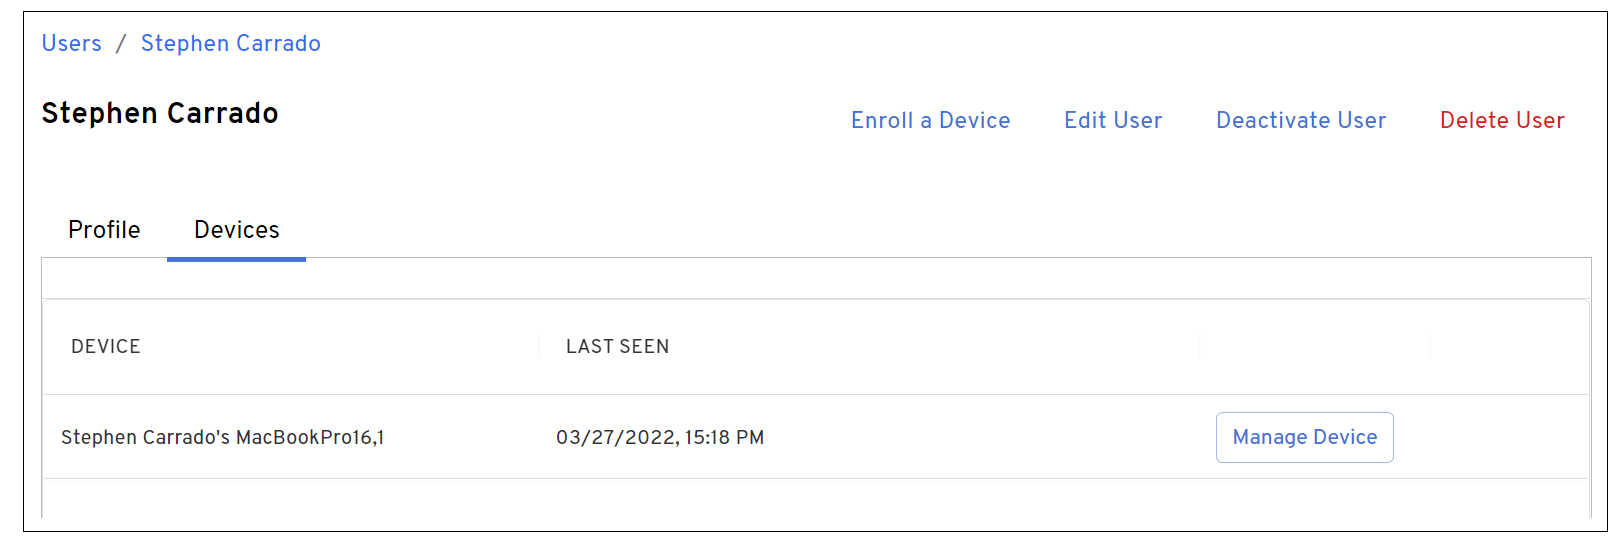 Users / Stephen Carrado
Stephen Carrado
Enroll a Device Edit User Deactivate User Delete User
Profile Devices
DEVICE LAST SEEN
Stephen Carrado's MacBookPro16,1 03/27/2022, 15:18 PM Manage Device